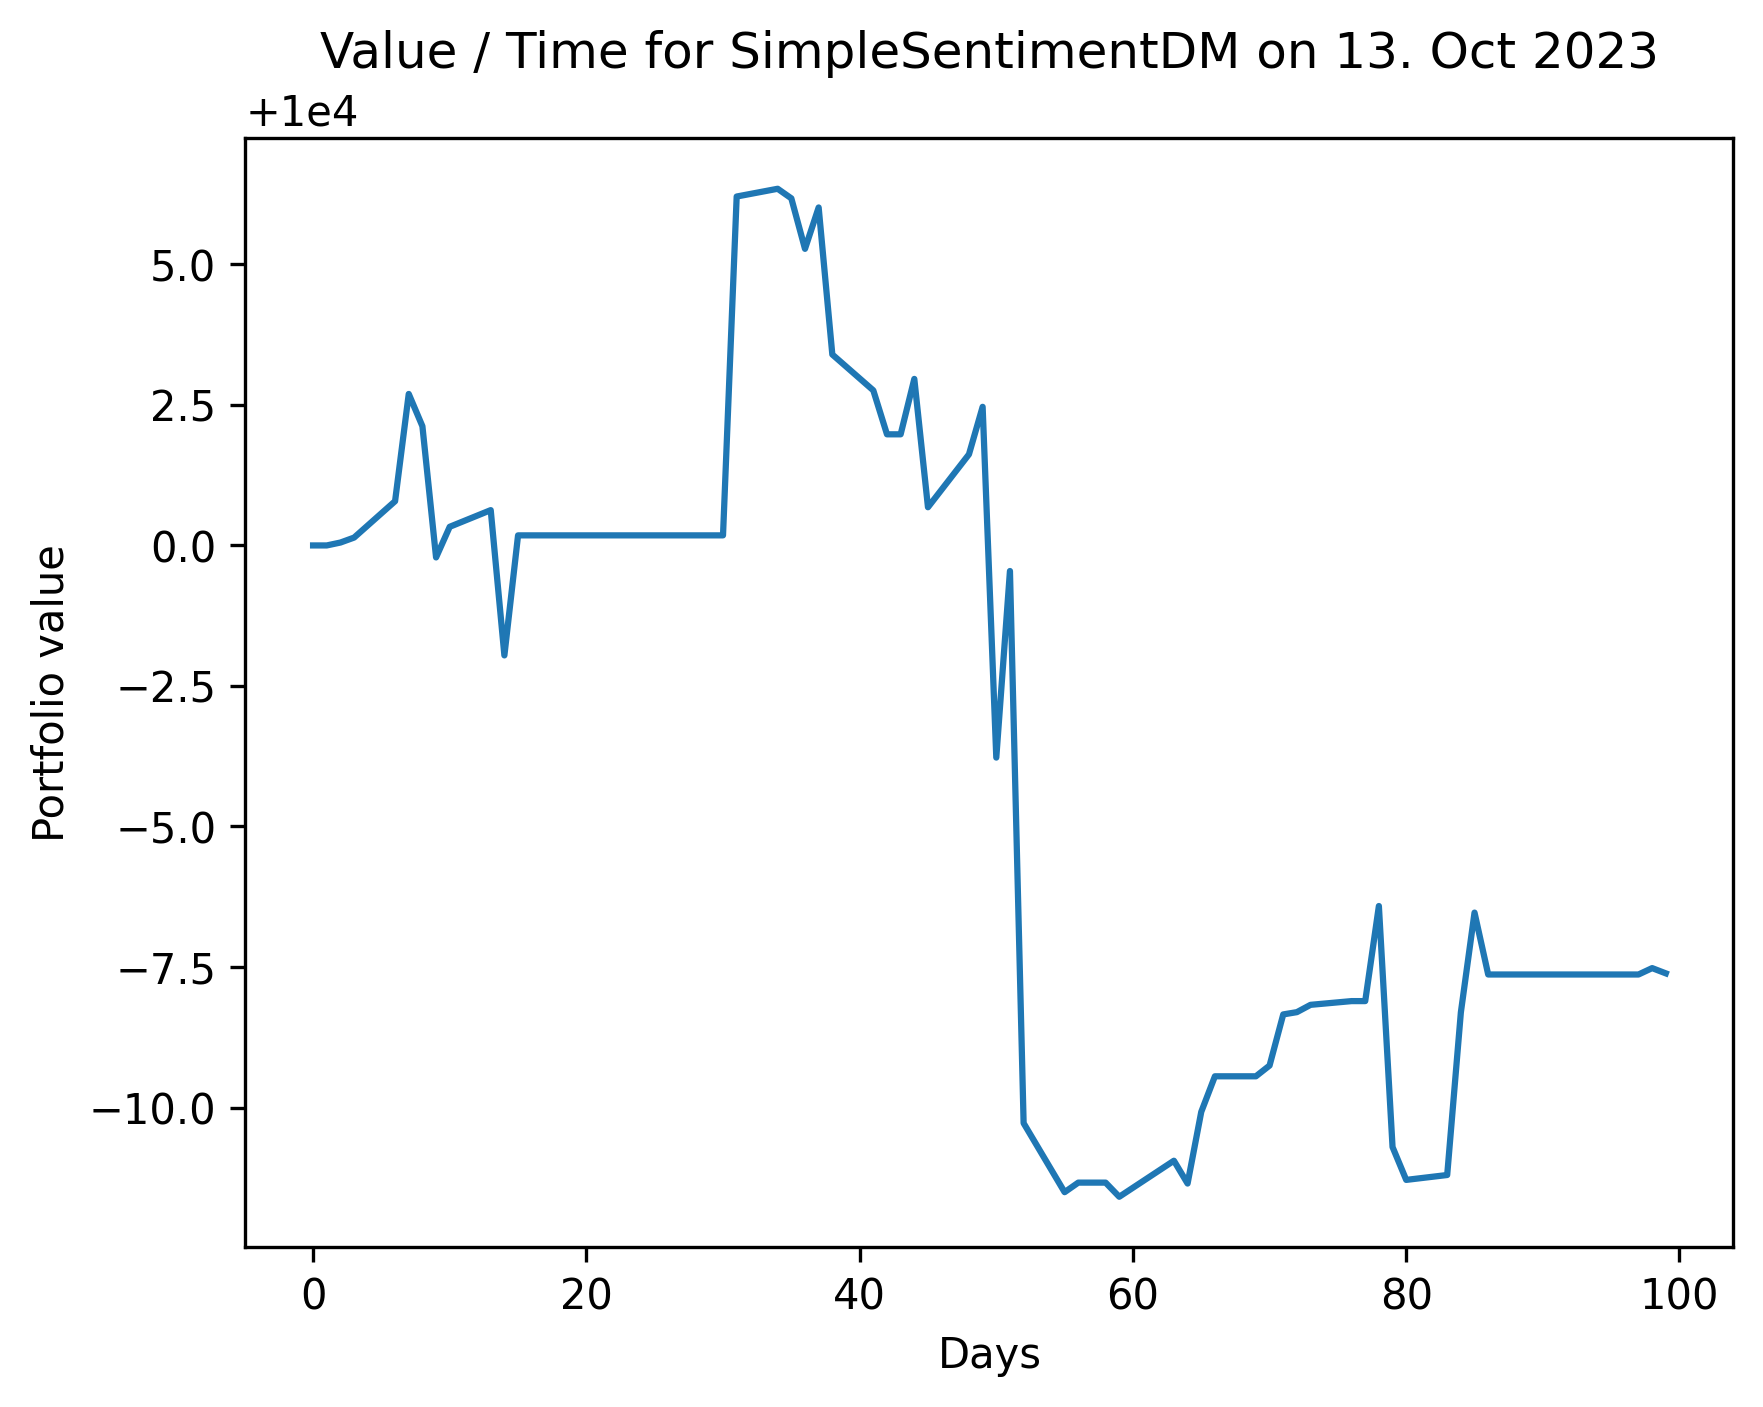 Value / Time for SimpleSentimentDM on 13. Oct 2023
+1e4
5.0
2.5
0.0
−2.5
−5.0
−7.5
−10.0
Portfolio value
0 20 40 60 80 100
Days